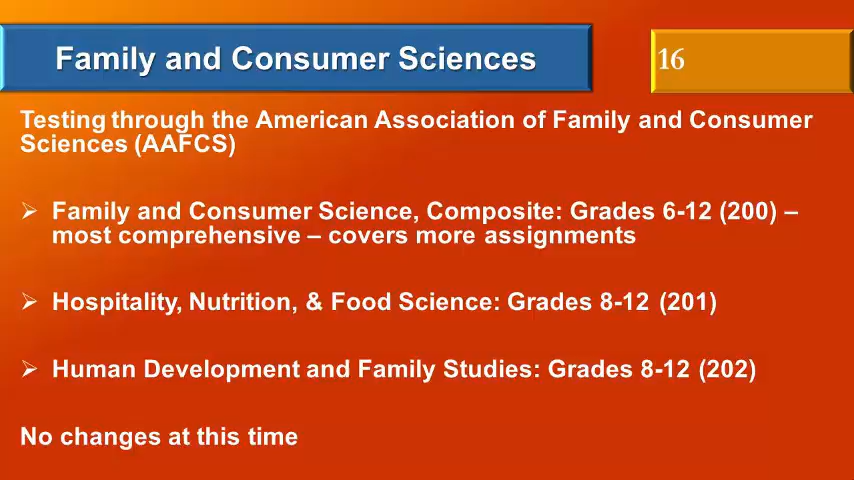 Family and Consumer Sciences
16
Testing through the American Association of Family and Consumer
Sciences (AAFCS)
Family and Consumer Science, Composite: Grades 6-12 (200) –
most comprehensive – covers more assignments
Hospitality, Nutrition, & Food Science: Grades 8-12 (201)
Human Development and Family Studies: Grades 8-12 (202)
No changes at this time